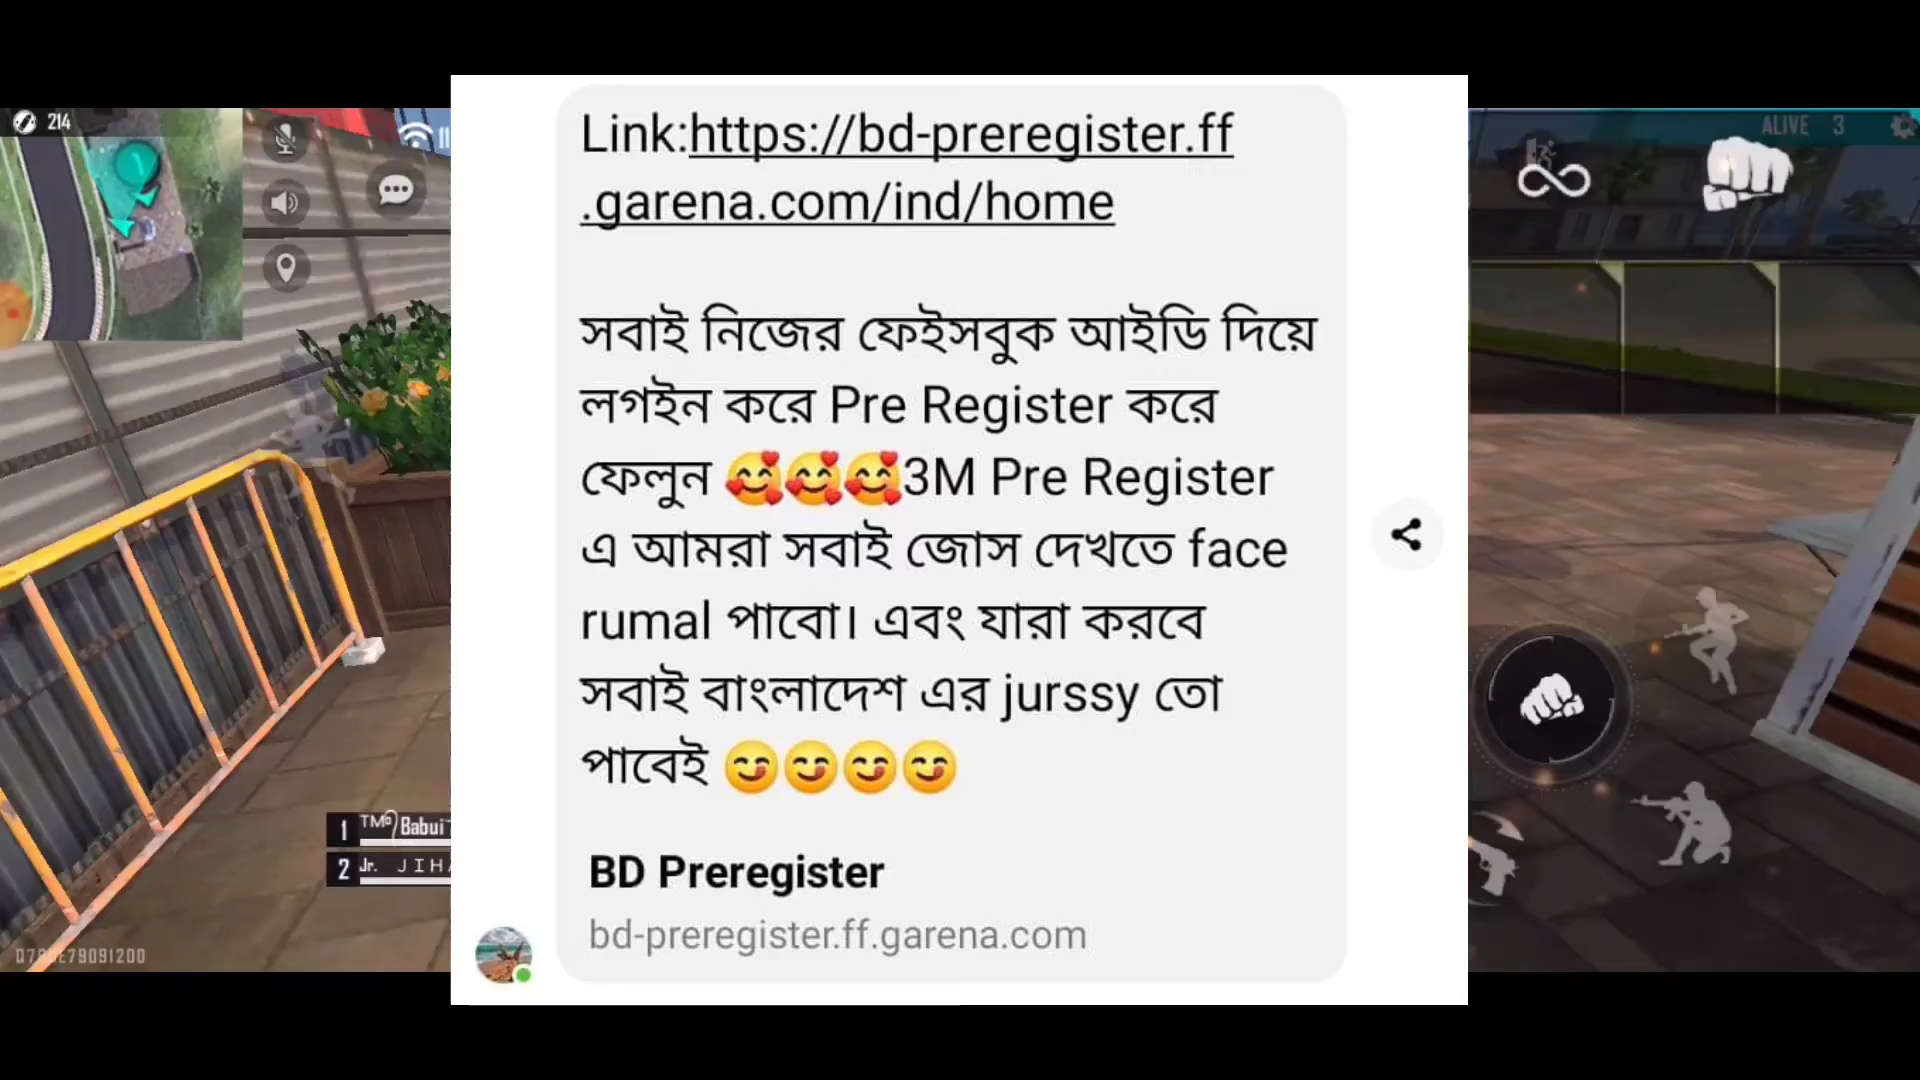 214
ALIVE 3
Link:https://bd-preregister.ff
.garena.com/ind/home
সবাই নিজের ফেইসবুক আইডি দিয়ে
লগইন করে Pre Register করে
ফেলুন 🥰🥰🥰3M Pre Register
এ আমরা সবাই জোস দেখতে face
rumal পাবো। এবং যারা করবে
সবাই বাংলাদেশ এর jurssy তো
পাবেই 😋😋😋😋
BD Preregister
bd-preregister.ff.garena.com
1 Babui
2 Jr. JIH